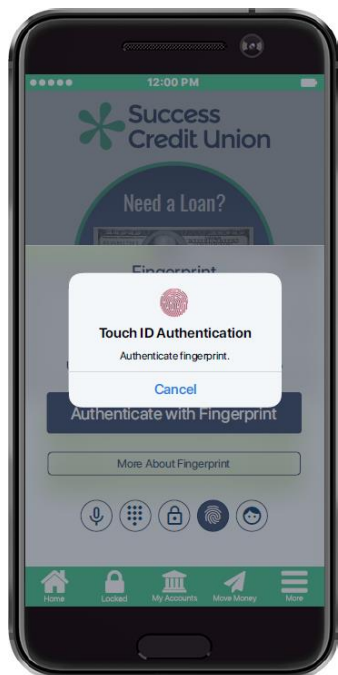 12:00 PM
Success
Credit Union
Need a Loan?
Fingerprint
Touch ID Authentication
Authenticate fingerprint.
Cancel
Authenticate with Fingerprint
More About Fingerprint
Home Locked My Accounts Move Money More